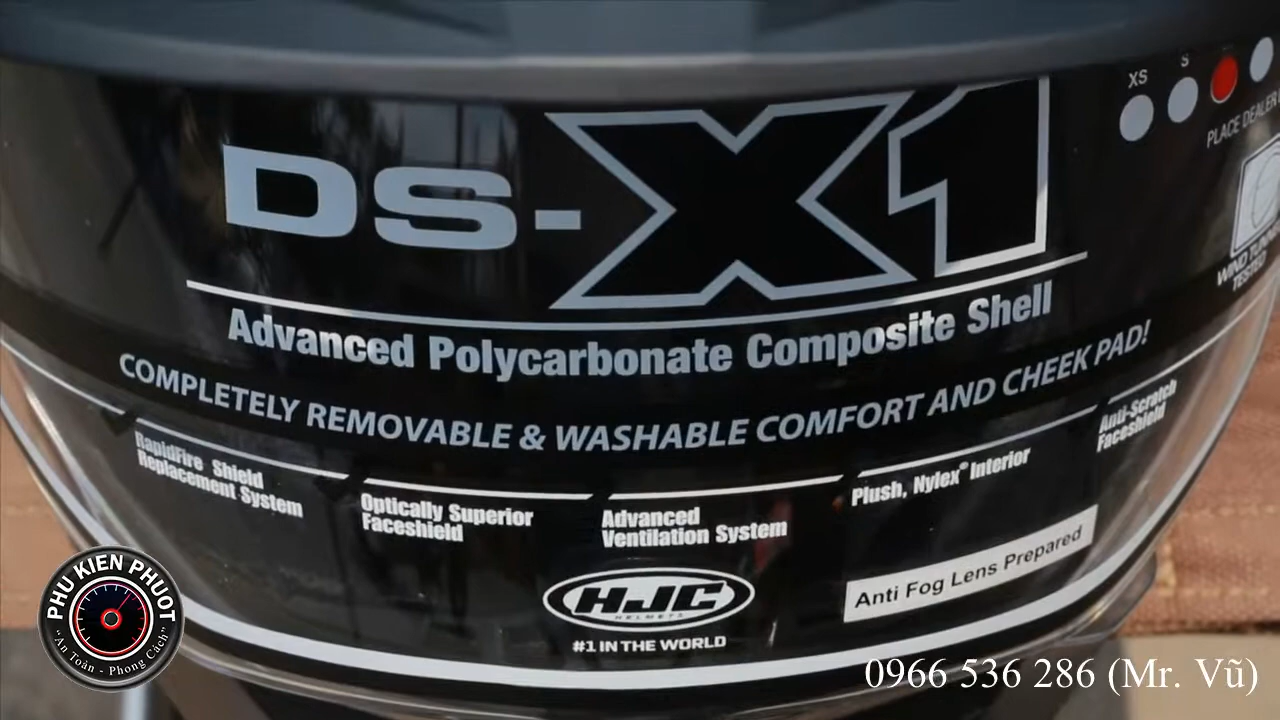 XS S
PLACE DEALER
DS-X1
WIND TUNNEL
TESTED
Advanced Polycarbonate Composite Shell
COMPLETELY REMOVABLE & WASHABLE COMFORT AND CHEEK PAD!
RapidFire Shield
Replacement System
Optically Superior
Faceshield
Advanced
Ventilation System
Plush, Nylex® Interior
Anti-Scratch
Faceshield
Anti Fog Lens Prepared
HJC
HELMETS
#1 IN THE WORLD
PHU KIEN PHUOT
"An Toàn - Phong Cách"
0966 536 286 (Mr. Vũ)